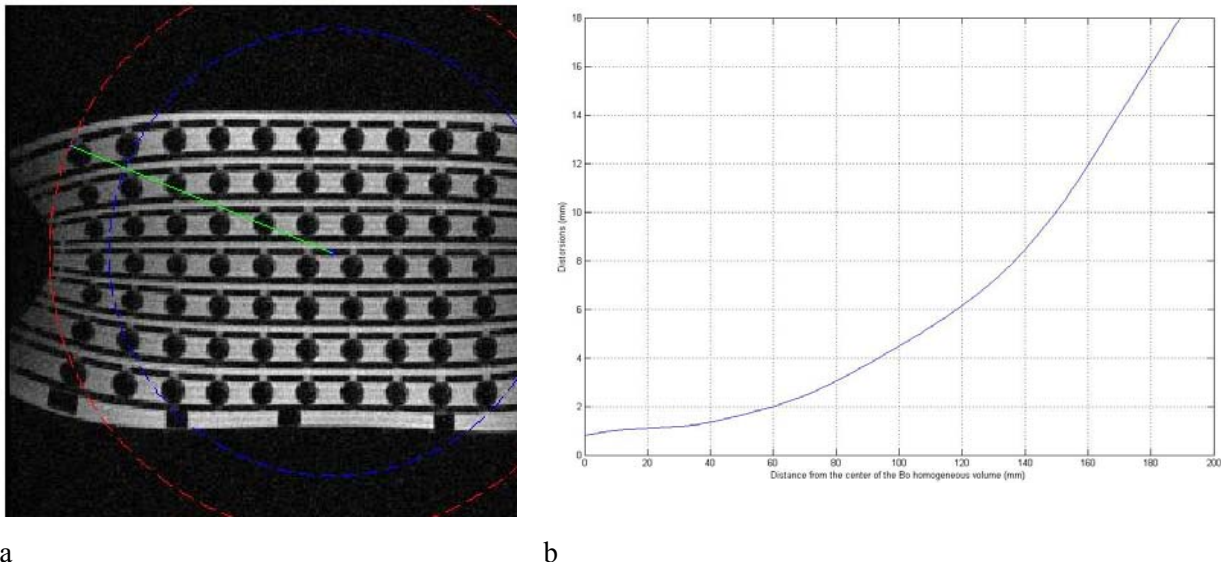 18
16
14
12
10
8
6
4
2
0
Distorsions (mm)
0 20 40 60 80 100 120 140 160 180 200
Distance from the center of the Bo homogeneous volume (mm)
a b